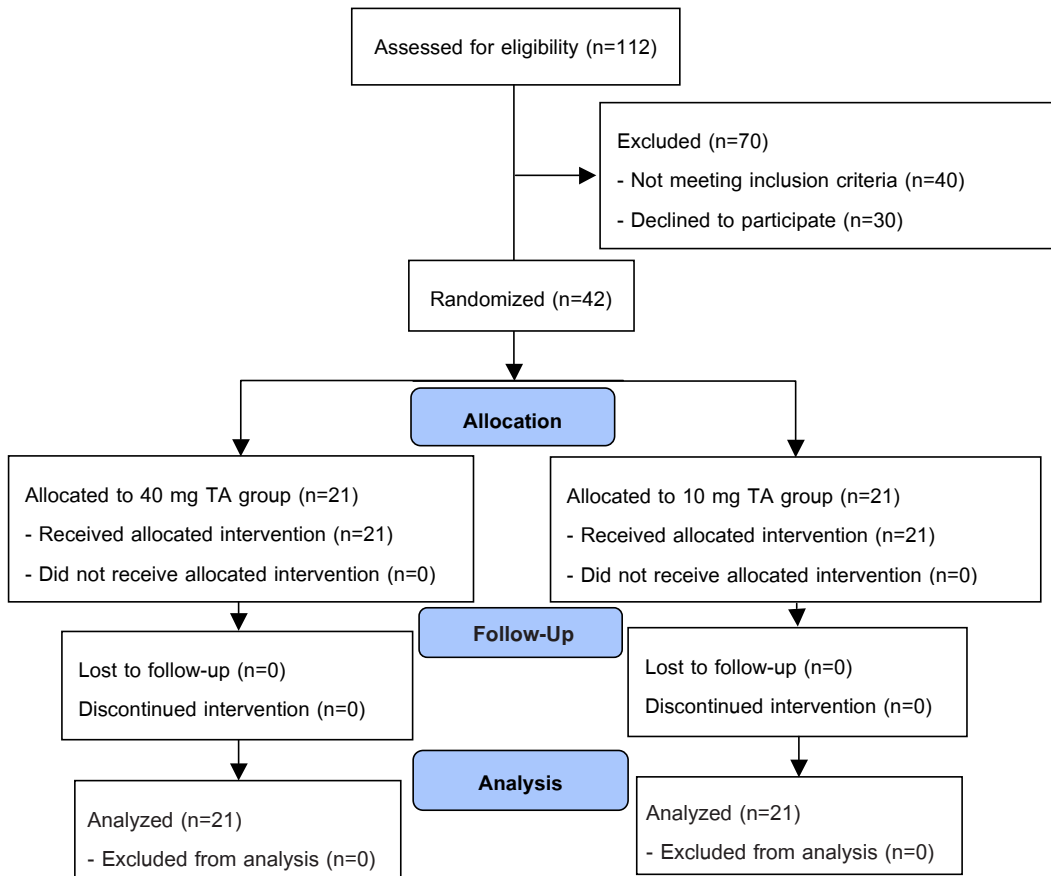 Assessed for eligibility (n=112)
Excluded (n=70)
- Not meeting inclusion criteria (n=40)
- Declined to participate (n=30)
Randomized (n=42)
Allocation
Allocated to 40 mg TA group (n=21)
- Received allocated intervention (n=21)
- Did not receive allocated intervention (n=0)
Allocated to 10 mg TA group (n=21)
- Received allocated intervention (n=21)
- Did not receive allocated intervention (n=0)
Follow-Up
Lost to follow-up (n=0)
Discontinued intervention (n=0)
Lost to follow-up (n=0)
Discontinued intervention (n=0)
Analysis
Analyzed (n=21)
- Excluded from analysis (n=0)
Analyzed (n=21)
- Excluded from analysis (n=0)